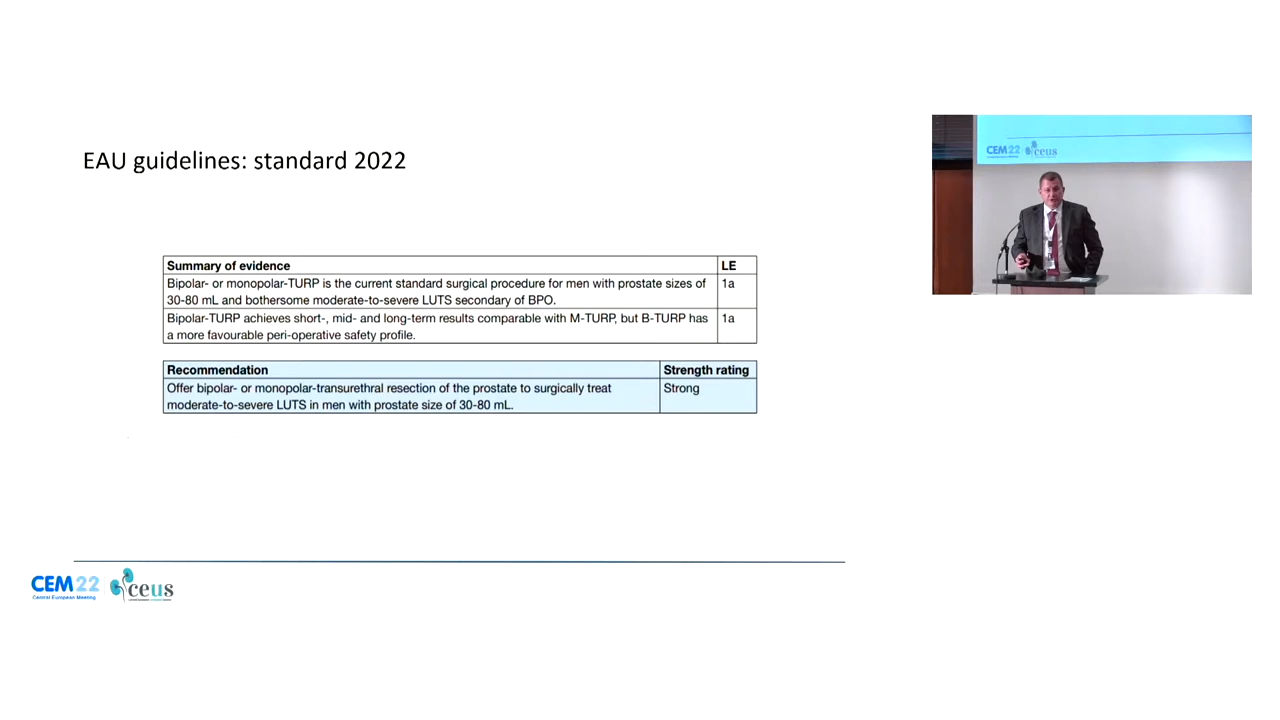 EAU guidelines: standard 2022
Summary of evidence LE
Bipolar- or monopolar-TURP is the current standard surgical procedure for men with prostate sizes of 1a
30-80 mL and bothersome moderate-to-severe LUTS secondary of BPO.
Bipolar-TURP achieves short-, mid- and long-term results comparable with M-TURP, but B-TURP has 1a
a more favourable peri-operative safety profile.
Recommendation Strength rating
Offer bipolar- or monopolar-transurethral resection of the prostate to surgically treat Strong
moderate-to-severe LUTS in men with prostate size of 30-80 mL.
CEM22 ceus
Central European Meeting
CEM22 ceus